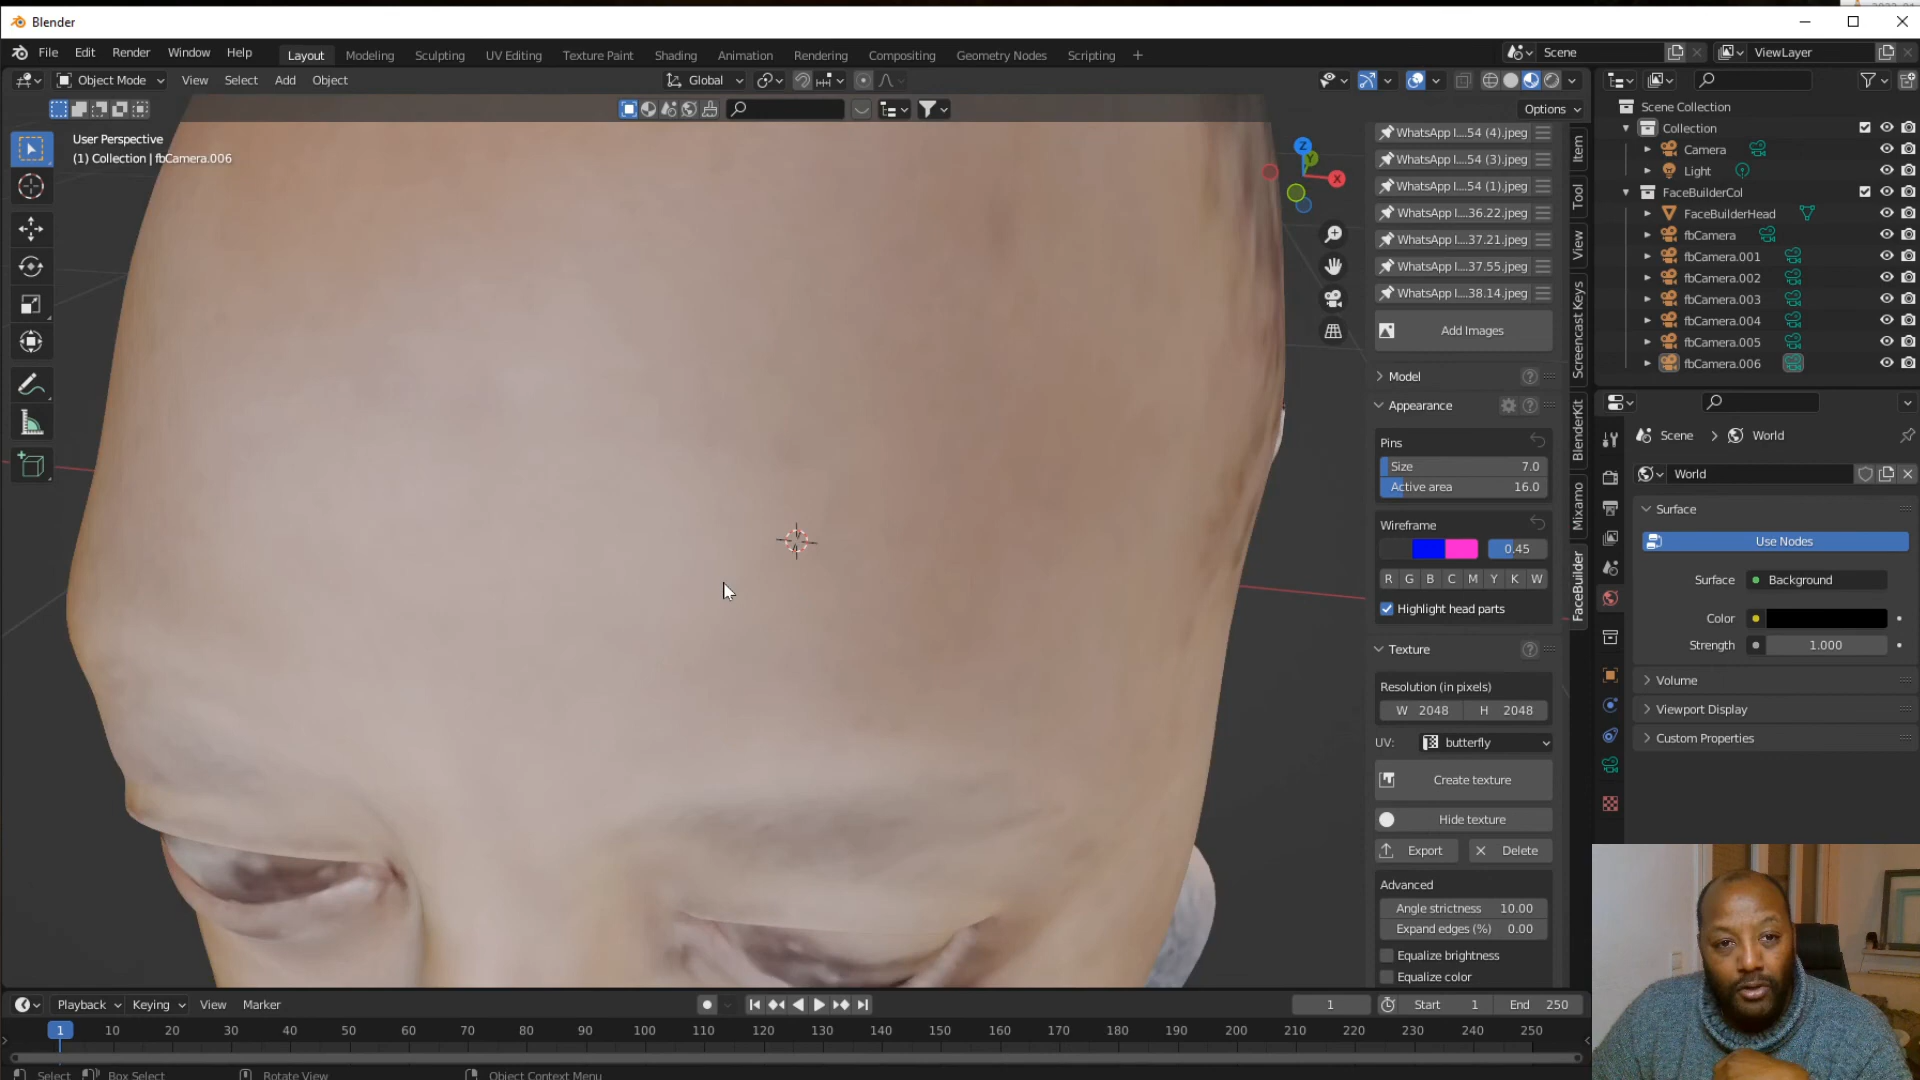 Blender
File Edit Render Window Help
Layout Modeling Sculpting UV Editing Texture Paint Shading Animation Rendering Compositing Geometry Nodes Scripting +
Scene
ViewLayer
Object Mode View Select Add Object
Global
Options
User Perspective
(1) Collection | fbCamera.006
Z
Y
X
WhatsApp I....54 (4).jpeg
WhatsApp I....54 (3).jpeg
WhatsApp I....54 (1).jpeg
WhatsApp I....36.22.jpeg
WhatsApp I....37.21.jpeg
WhatsApp I....37.55.jpeg
WhatsApp I....38.14.jpeg
Add Images
Model
Appearance
Pins
Size 7.0
Active area 16.0
Wireframe
0.45
R G B C M Y K W
Highlight head parts
Texture
Resolution (in pixels)
W 2048 H 2048
UV: butterfly
Create texture
Hide texture
Export Delete
Advanced
Angle strictness 10.00
Expand edges (%) 0.00
Equalize brightness
Equalize color
Item
Tool
View
Screencast Keys
BlenderKit
Mixamo
FaceBuilder
Scene Collection
Collection
Camera
Light
FaceBuilderCol
FaceBuilderHead
fbCamera
fbCamera.001
fbCamera.002
fbCamera.003
fbCamera.004
fbCamera.005
fbCamera.006
Scene > World
World
Surface
Use Nodes
Surface Background
Color
Strength 1.000
Volume
Viewport Display
Custom Properties
Playback Keying View Marker
1 Start 1 End 250
1 10 20 30 40 50 60 70 80 90 100 110 120 130 140 150 160 170 180 190 200 210 220 230 240 250
Select Box Select Rotate View Object Context Menu